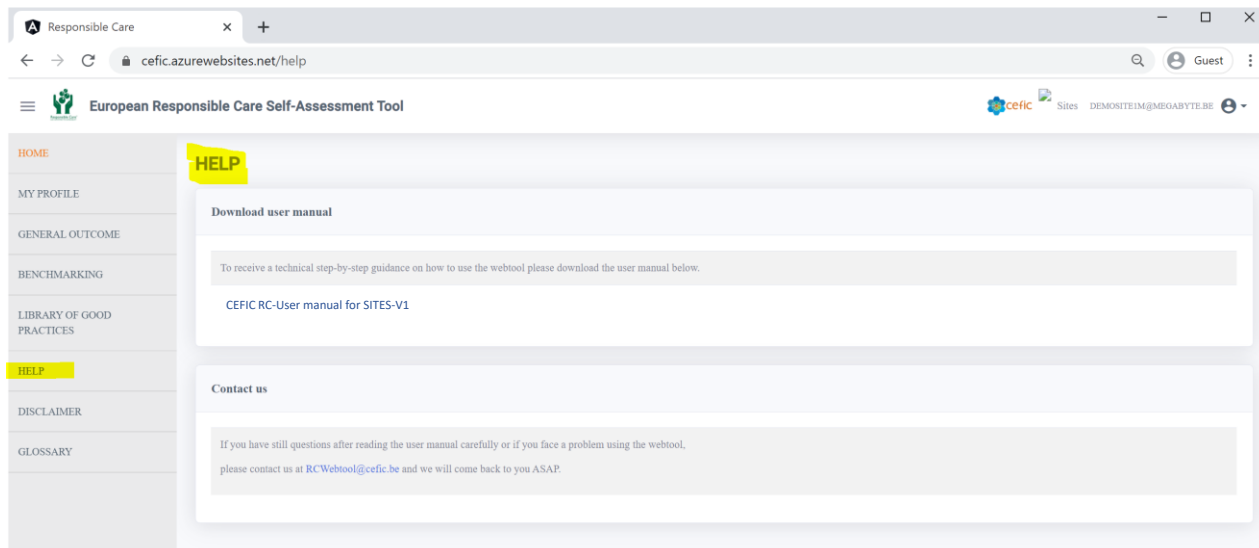 Responsible Care
cefic.azurewebsites.net/help
Guest
European Responsible Care Self-Assessment Tool
cefic
Sites
DEMOSITE1M@MEGABYTE.BE
HOME
MY PROFILE
GENERAL OUTCOME
BENCHMARKING
LIBRARY OF GOOD
PRACTICES
HELP
DISCLAIMER
GLOSSARY
HELP
Download user manual
To receive a technical step-by-step guidance on how to use the webtool please download the user manual below.
CEFIC RC-User manual for SITES-V1
Contact us
If you have still questions after reading the user manual carefully or if you face a problem using the webtool,
please contact us at RCWebtool@cefic.be and we will come back to you ASAP.